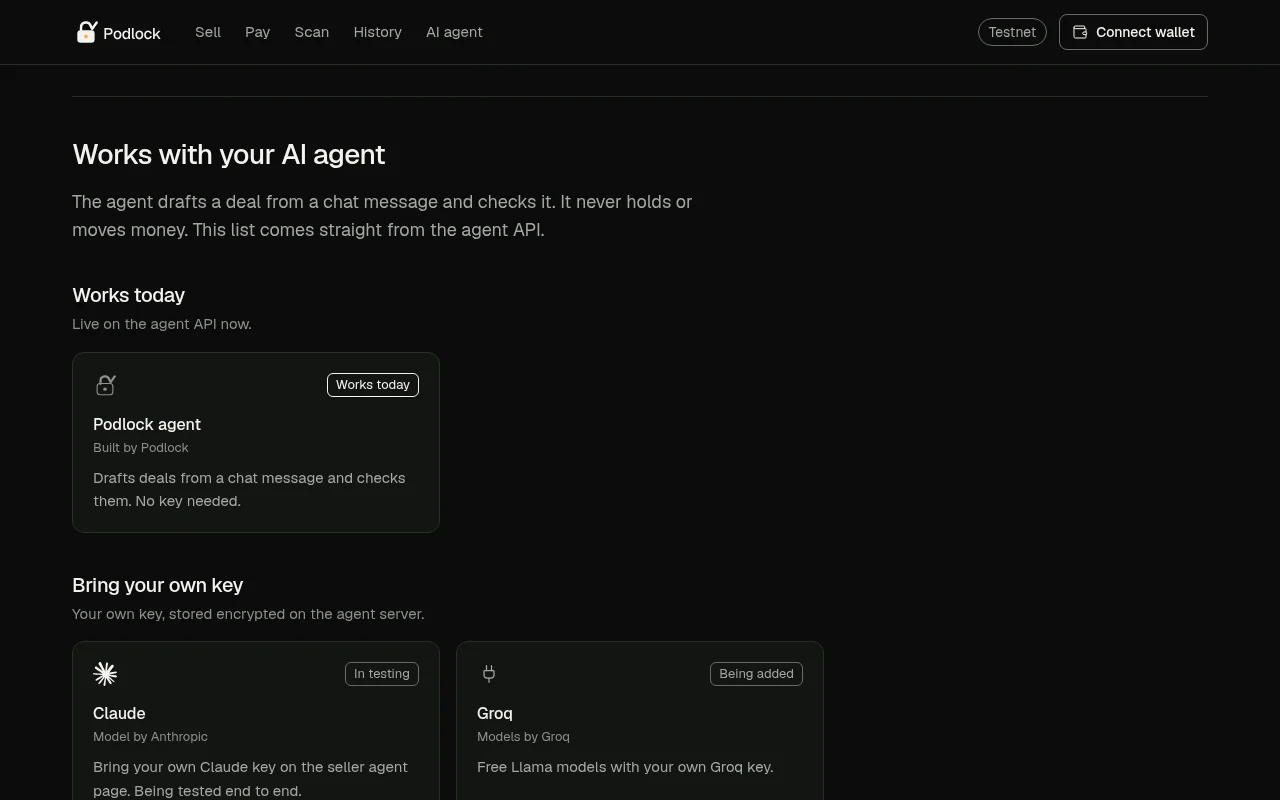 Podlock
Sell
Pay
Scan
History
AI agent
Testnet
Connect wallet
Works with your AI agent
The agent drafts a deal from a chat message and checks it. It never holds or
moves money. This list comes straight from the agent API.
Works today
Live on the agent API now.
Works today
Podlock agent
Built by Podlock
Drafts deals from a chat message and checks
them. No key needed.
Bring your own key
Your own key, stored encrypted on the agent server.
In testing
Claude
Model by Anthropic
Bring your own Claude key on the seller agent
page. Being tested end to end.
Being added
Groq
Models by Groq
Free Llama models with your own Groq key.